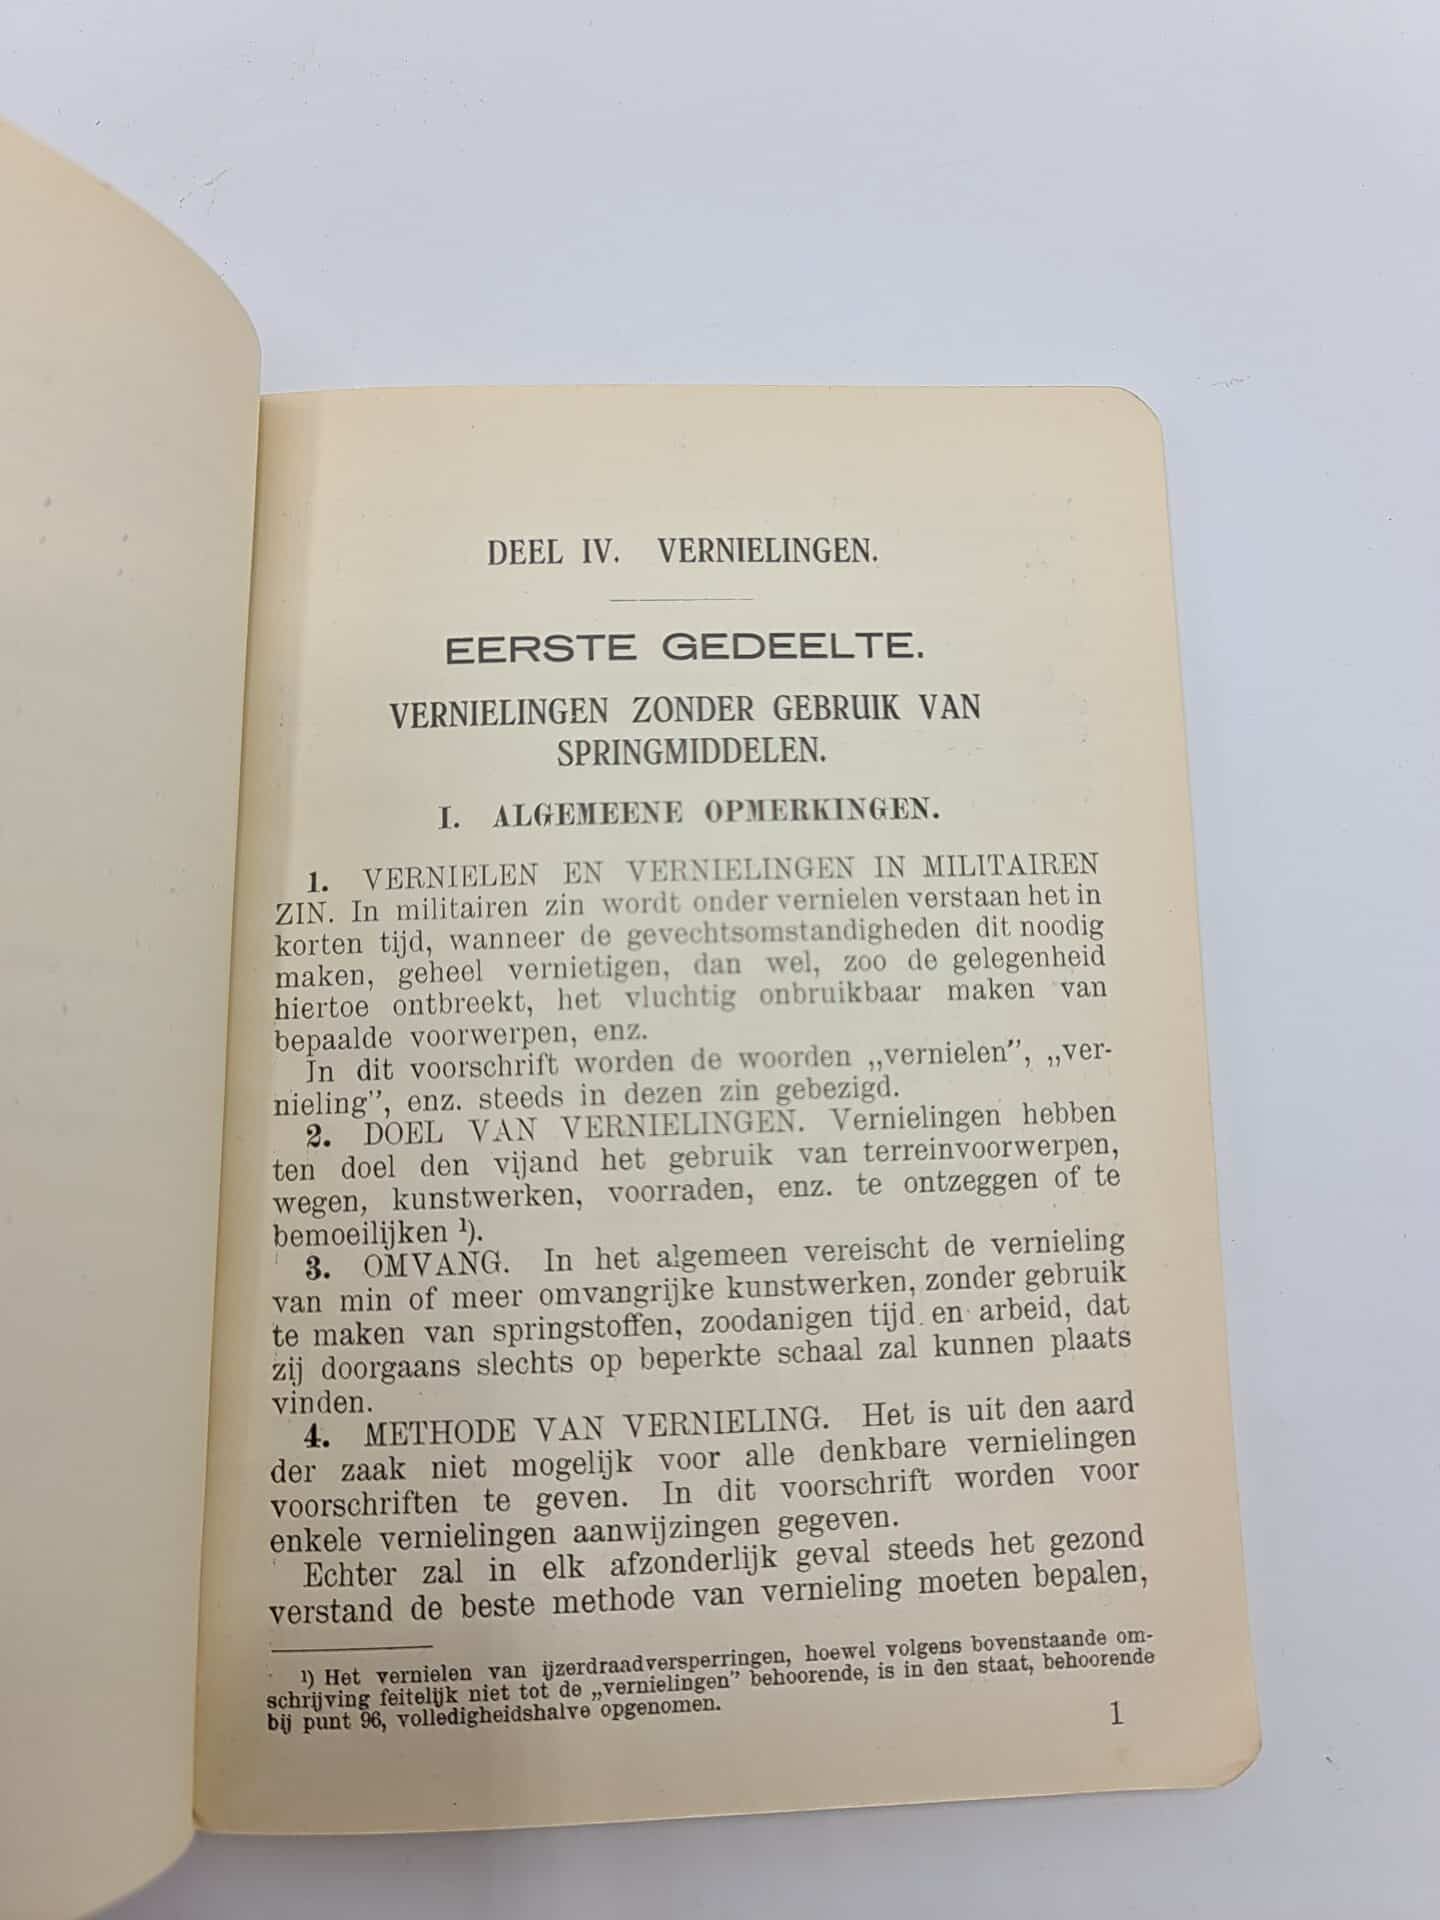 DEEL IV. VERNIELINGEN.
EERSTE GEDEELTE.
VERNIELINGEN ZONDER GEBRUIK VAN
SPRINGMIDDELEN.
I. ALGEMEENE OPMERKINGEN.
1. VERNIELEN EN VERNIELINGEN IN MILITAIREN
ZIN. In militairen zin wordt onder vernielen verstaan het in
korten tijd, wanneer de gevechtsomstandigheden dit noodig
maken, geheel vernietigen, dan wel, zoo de gelegenheid
hiertoe ontbreekt, het vluchtig onbruikbaar maken van
bepaalde voorwerpen, enz.
In dit voorschrift worden de woorden „vernielen”, „ver-
nieling”, enz. steeds in dezen zin gebezigd.
2. DOEL VAN VERNIELINGEN. Vernielingen hebben
ten doel den vijand het gebruik van terreinvoorwerpen,
wegen, kunstwerken, voorraden, enz. te ontzeggen of te
bemoeilijken ¹).
3. OMVANG. In het algemeen vereischt de vernieling
van min of meer omvangrijke kunstwerken, zonder gebruik
te maken van springstoffen, zoodanigen tijd en arbeid, dat
zij doorgaans slechts op beperkte schaal zal kunnen plaats
vinden.
4. METHODE VAN VERNIELING. Het is uit den aard
der zaak niet mogelijk voor alle denkbare vernielingen
voorschriften te geven. In dit voorschrift worden voor
enkele vernielingen aanwijzingen gegeven.
Echter zal in elk afzonderlijk geval steeds het gezond
verstand de beste methode van vernieling moeten bepalen,
¹) Het vernielen van ijzerdraadversperringen, hoewel volgens bovenstaande om-
schrijving feitelijk niet tot de „vernielingen” behoorende, is in den staat, behoorende
bij punt 96, volledigheidshalve opgenomen.
1